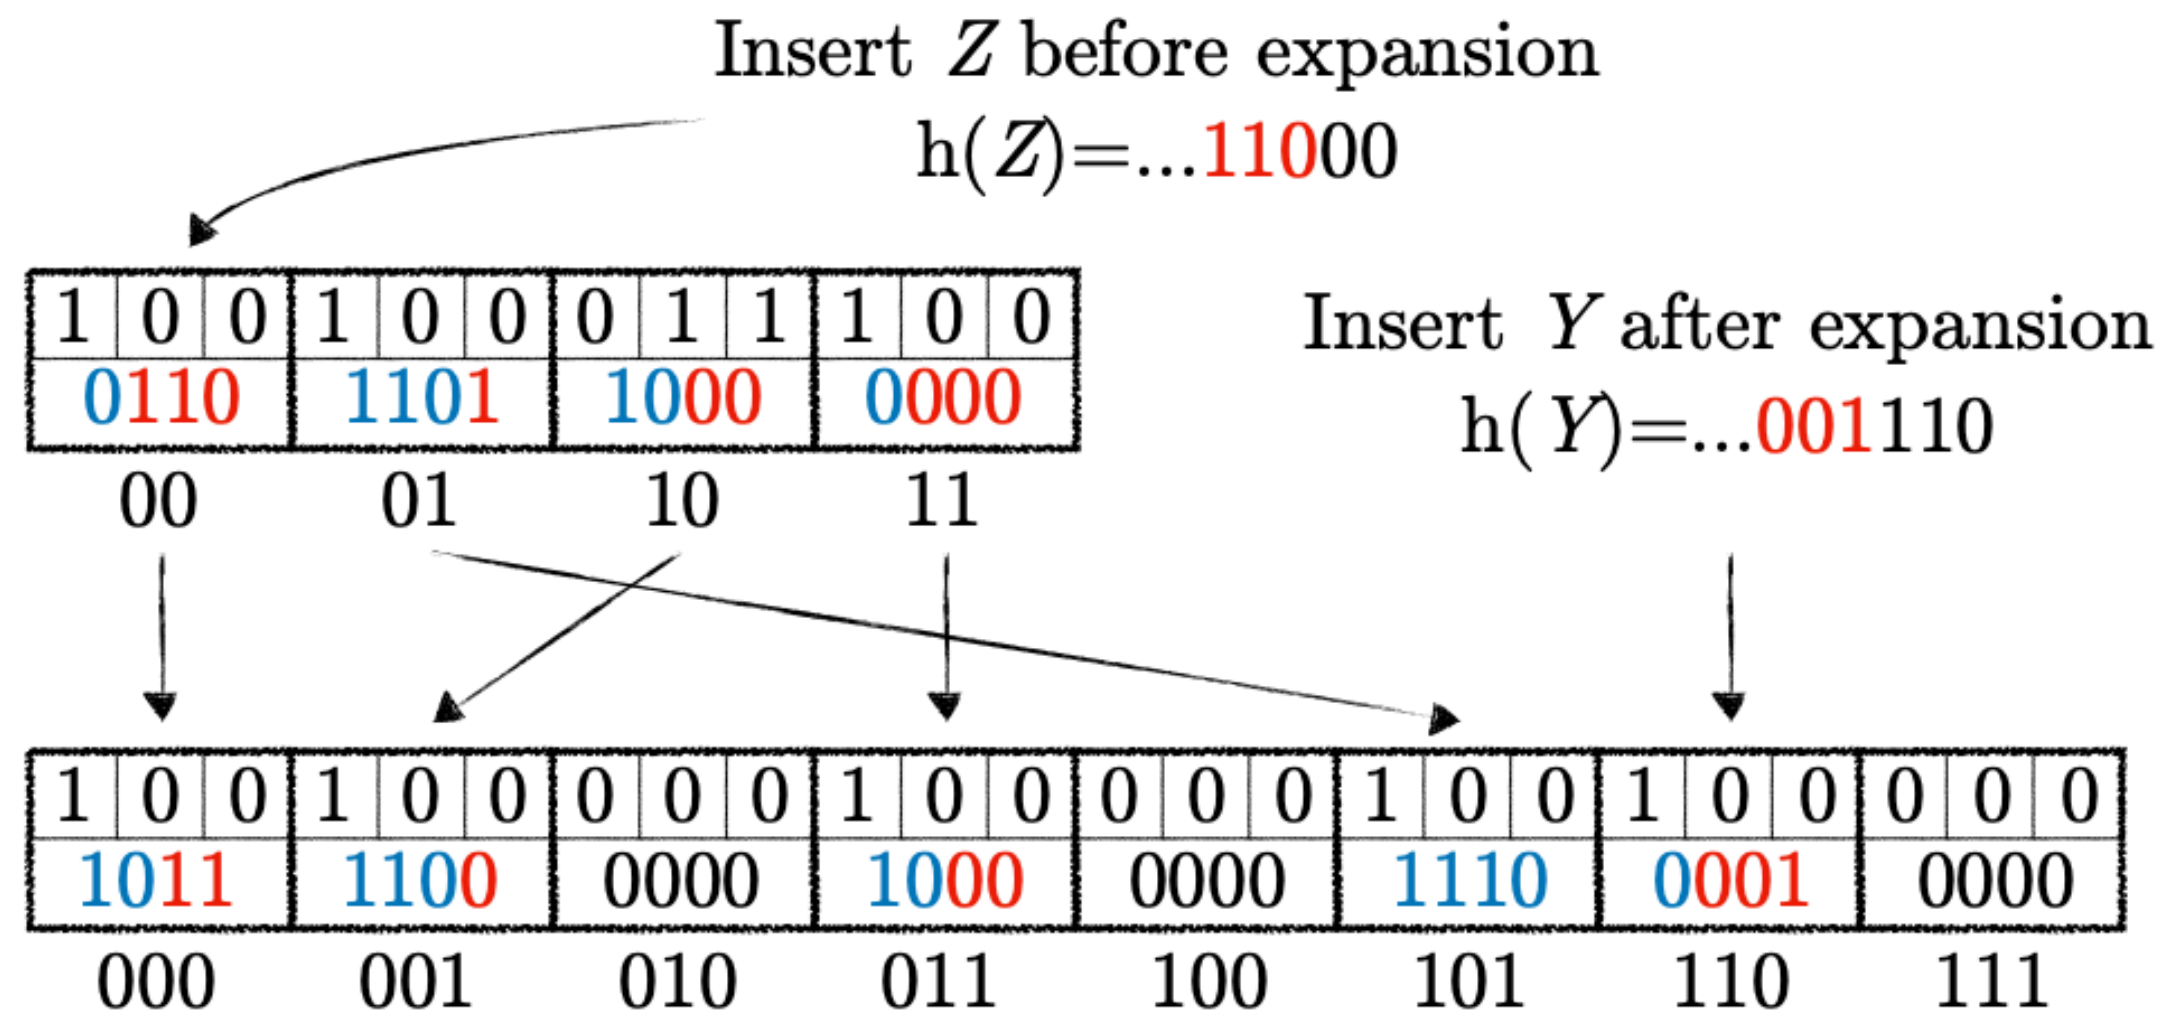 Insert Z before expansion
h(Z)=...11000
1 0 0 1 0 0 0 1 1 1 0 0
0110 1101 1000 0000
00 01 10 11
Insert Y after expansion
h(Y)=...001110
1 0 0 1 0 0 0 0 0 1 0 0 0 0 0 1 0 0 1 0 0 0 0 0
1011 1100 0000 1000 0000 1110 0001 0000
000 001 010 011 100 101 110 111